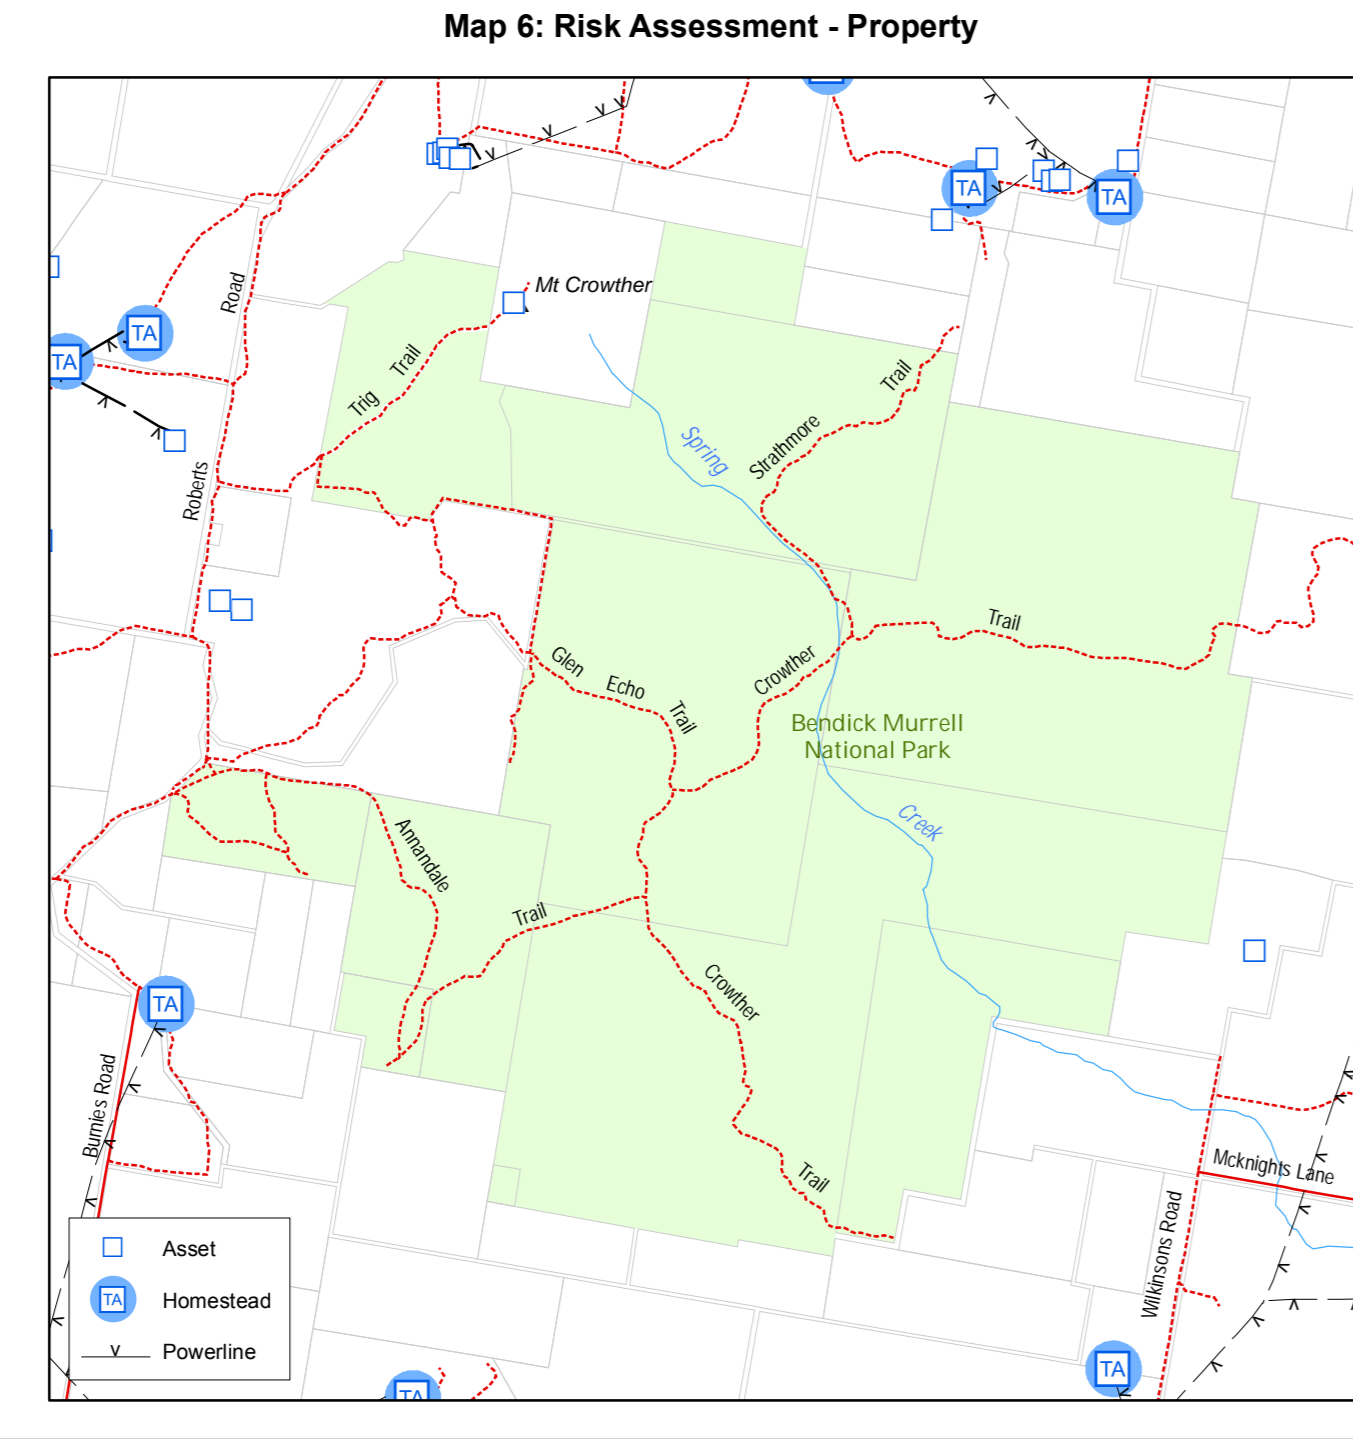 Map 6: Risk Assessment - Property
TA
TA
Mt Crowther
Road
TA
TA
Trail
Trig
Trail
Strathmore
Spring
Roberts
Trail
Glen
Echo
Trail
Crowther
Bendick Murrell
National Park
Creek
Annandale
Trail
Crowther
TA
Burnies Road
Trail
Mcknights Lane
Wilkinsons Road
Asset
TA
Homestead
Powerline
TA
TA